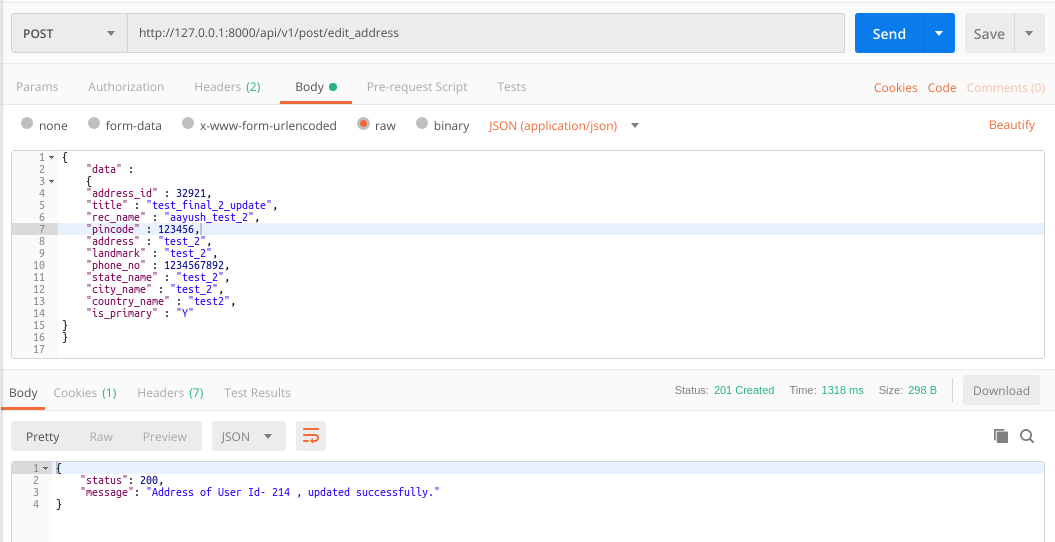 POST http://127.0.0.1:8000/api/v1/post/edit_address Send Save
Params Authorization Headers (2) Body Pre-request Script Tests Cookies Code Comments (0)
none form-data x-www-form-urlencoded raw binary JSON (application/json) Beautify
1 {
2 "data" :
3 {
4 "address_id" : 32921,
5 "title" : "test_final_2_update",
6 "rec_name" : "aayush_test_2",
7 "pincode" : 123456,
8 "address" : "test_2",
9 "landmark" : "test_2",
10 "phone_no" : 1234567892,
11 "state_name" : "test_2",
12 "city_name" : "test_2",
13 "country_name" : "test2",
14 "is_primary" : "Y"
15 }
16 }
17
Body Cookies (1) Headers (7) Test Results Status: 201 Created Time: 1318 ms Size: 298 B Download
Pretty Raw Preview JSON
1 {
2 "status": 200,
3 "message": "Address of User Id- 214 , updated successfully."
4 }